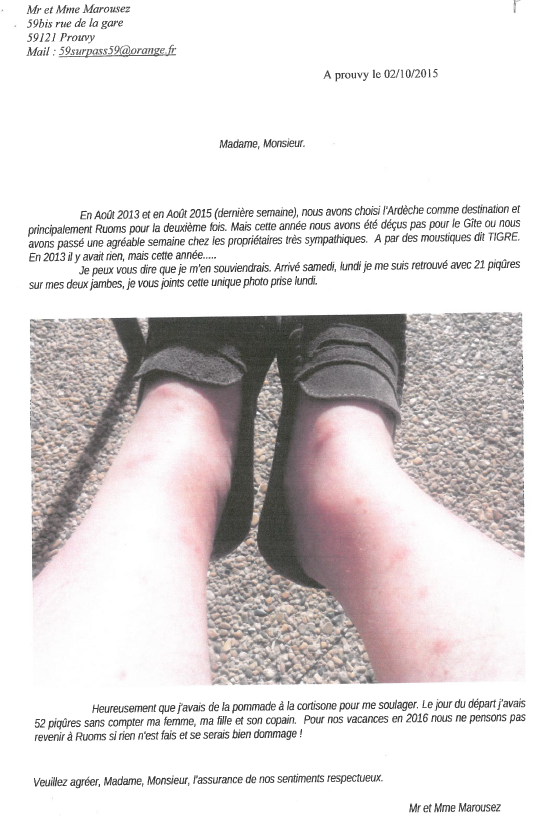 Mr et Mme Marousez
59bis rue de la gare
59121 Prouvy
Mail : 59surpass59@orange.fr
A prouvy le 02/10/2015
Madame, Monsieur.
En Août 2013 et en Août 2015 (dernière semaine), nous avons choisi l'Ardèche comme destination et
principalement Ruoms pour la deuxième fois. Mais cette année nous avons été déçus pas pour le Gîte ou nous
avons passé une agréable semaine chez les propriétaires très sympathiques. A par des moustiques dit TIGRE.
En 2013 il y avait rien, mais cette année.....
Je peux vous dire que je m'en souviendrais. Arrivé samedi, lundi je me suis retrouvé avec 21 piqûres
sur mes deux jambes, je vous joints cette unique photo prise lundi.
Heureusement que j'avais de la pommade à la cortisone pour me soulager. Le jour du départ j'avais
52 piqûres sans compter ma femme, ma fille et son copain. Pour nos vacances en 2016 nous ne pensons pas
revenir à Ruoms si rien n'est fais et se serais bien dommage !
Veuillez agréer, Madame, Monsieur, l'assurance de nos sentiments respectueux.
Mr et Mme Marousez